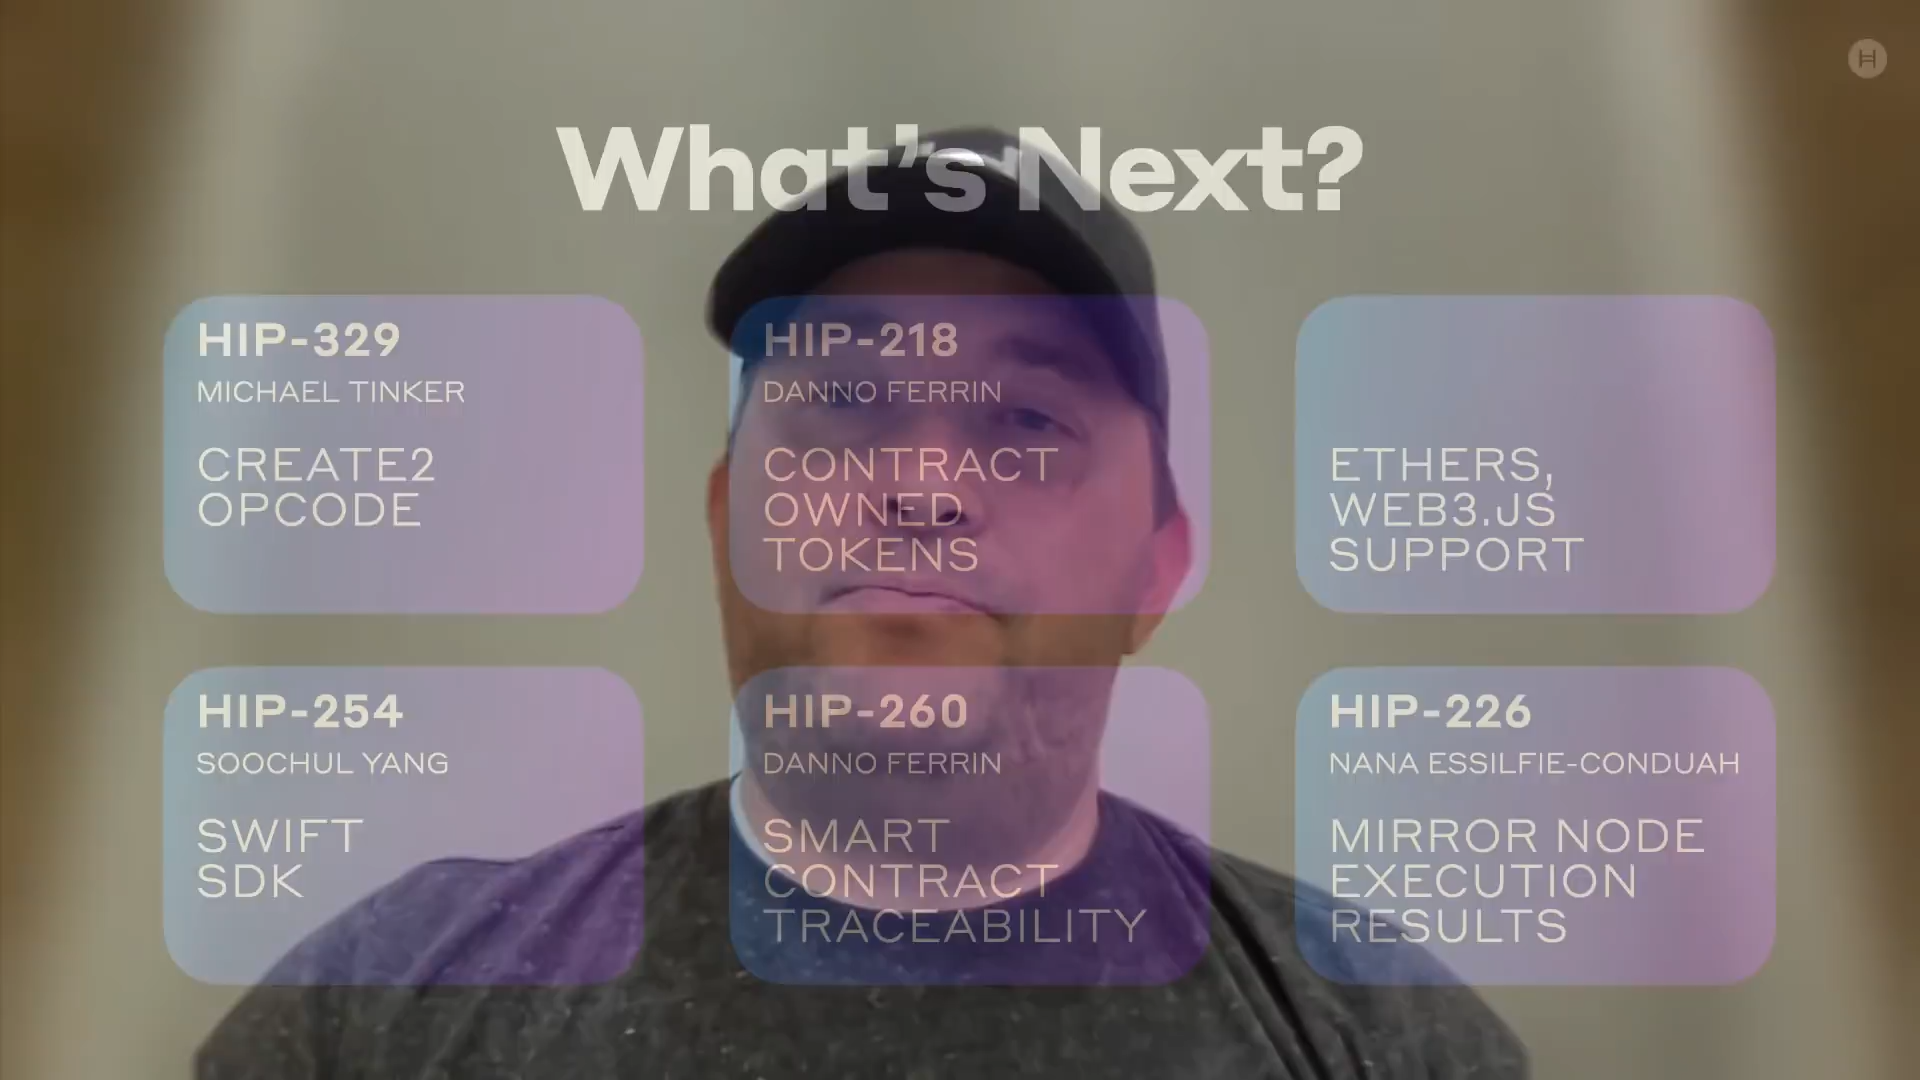 What's Next?
HIP-329
MICHAEL TINKER
CREATE2
OPCODE
HIP-218
DANNO FERRIN
CONTRACT
OWNED
TOKENS
ETHERS,
WEB3.JS
SUPPORT
HIP-254
SOOCHUL YANG
SWIFT
SDK
HIP-260
DANNO FERRIN
SMART
CONTRACT
TRACEABILITY
HIP-226
NANA ESSILFIE-CONDUAH
MIRROR NODE
EXECUTION
RESULTS